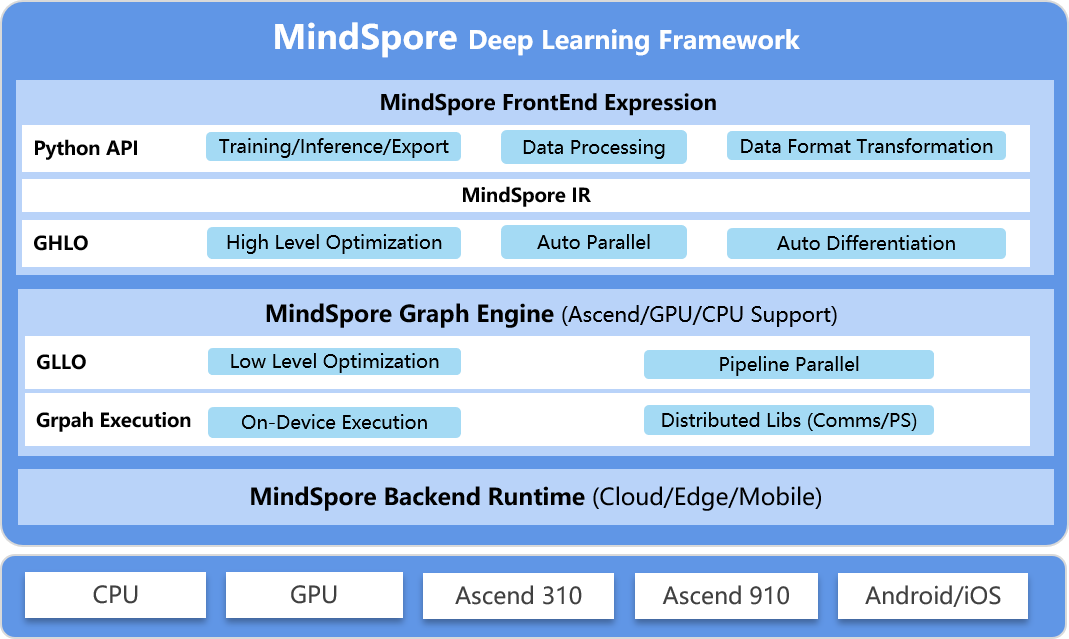 MindSpore Deep Learning Framework
MindSpore FrontEnd Expression
Python API Training/Inference/Export Data Processing Data Format Transformation
MindSpore IR
GHLO High Level Optimization Auto Parallel Auto Differentiation
MindSpore Graph Engine (Ascend/GPU/CPU Support)
GLLO Low Level Optimization Pipeline Parallel
Grpah Execution On-Device Execution Distributed Libs (Comms/PS)
MindSpore Backend Runtime (Cloud/Edge/Mobile)
CPU GPU Ascend 310 Ascend 910 Android/iOS